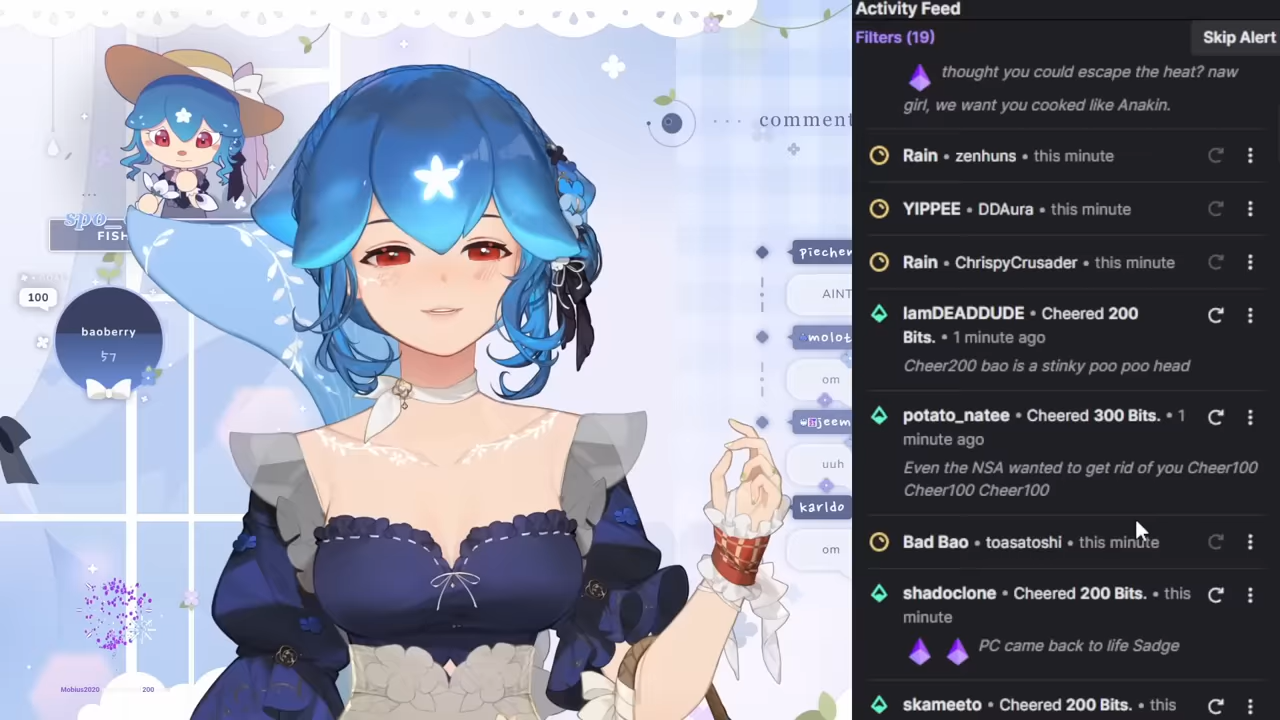 spo_
FISH
100
baoberry
57
Mobius2020
200
comment
piechen
AINT
molot
om
jeem
uuh
karldo
om
Activity Feed
Filters (19)
Skip Alert
thought you could escape the heat? naw
girl, we want you cooked like Anakin.
Rain • zenhuns • this minute
YIPPEE • DDAura • this minute
Rain • ChrispyCrusader • this minute
IamDEADDUDE • Cheered 200
Bits. • 1 minute ago
Cheer200 bao is a stinky poo poo head
potato_natee • Cheered 300 Bits. • 1
minute ago
Even the NSA wanted to get rid of you Cheer100
Cheer100 Cheer100
Bad Bao • toasatoshi • this minute
shadoclone • Cheered 200 Bits. • this
minute
PC came back to life Sadge
skameeto • Cheered 200 Bits. • this